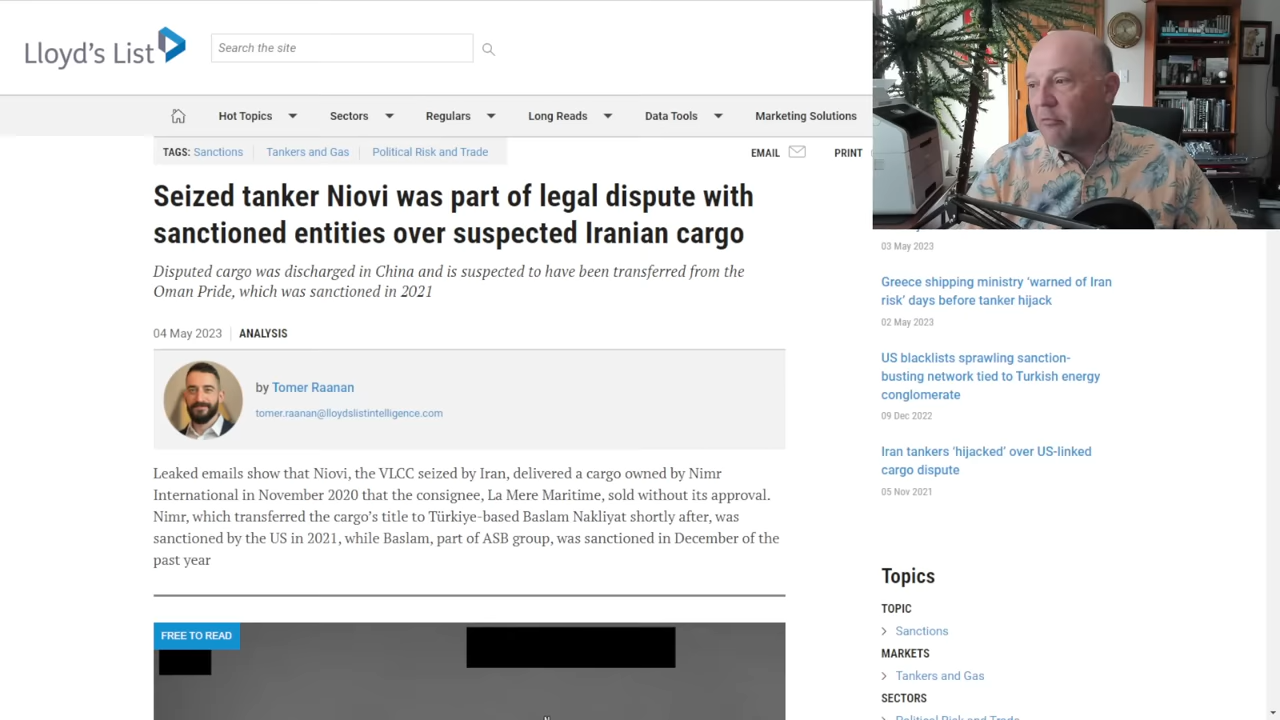 Lloyd's List
Search the site
Hot Topics
Sectors
Regulars
Long Reads
Data Tools
Marketing Solutions
TAGS: Sanctions
Tankers and Gas
Political Risk and Trade
EMAIL
PRINT
Seized tanker Niovi was part of legal dispute with
sanctioned entities over suspected Iranian cargo
Disputed cargo was discharged in China and is suspected to have been transferred from the
Oman Pride, which was sanctioned in 2021
04 May 2023
ANALYSIS
by Tomer Raanan
tomer.raanan@lloydslistintelligence.com
Leaked emails show that Niovi, the VLCC seized by Iran, delivered a cargo owned by Nimr
International in November 2020 that the consignee, La Mere Maritime, sold without its approval.
Nimr, which transferred the cargo's title to Türkiye-based Baslam Nakliyat shortly after, was
sanctioned by the US in 2021, while Baslam, part of ASB group, was sanctioned in December of the
past year
FREE TO READ
03 May 2023
Greece shipping ministry 'warned of Iran
risk' days before tanker hijack
02 May 2023
US blacklists sprawling sanction-
busting network tied to Turkish energy
conglomerate
09 Dec 2022
Iran tankers 'hijacked' over US-linked
cargo dispute
05 Nov 2021
Topics
TOPIC
Sanctions
MARKETS
Tankers and Gas
SECTORS
Political Risk and Trade